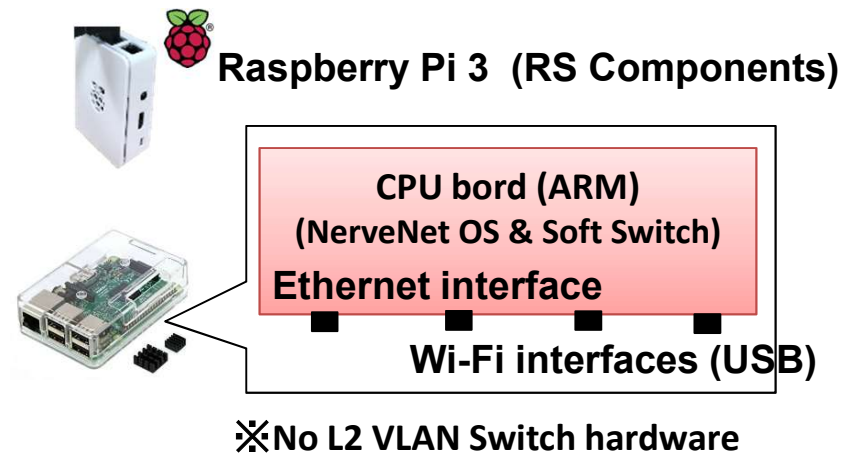 Raspberry Pi 3 (RS Components)
CPU bord (ARM)
(NerveNet OS & Soft Switch)
Ethernet interface
Wi-Fi interfaces (USB)
※No L2 VLAN Switch hardware